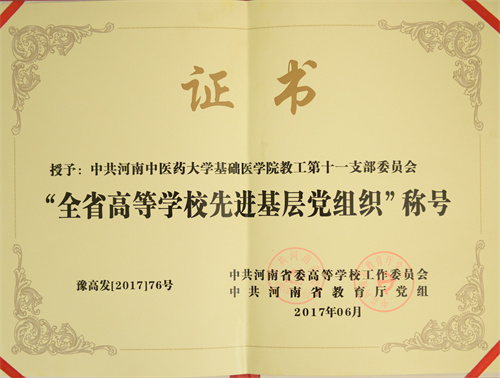 证书
授予：中共河南中医药大学基础医学院教工第十一支部委员会
“全省高等学校先进基层党组织”称号
豫高发[2017]76号
中共河南省委高等学校工作委员会
中共河南省教育厅党组
2017年06月